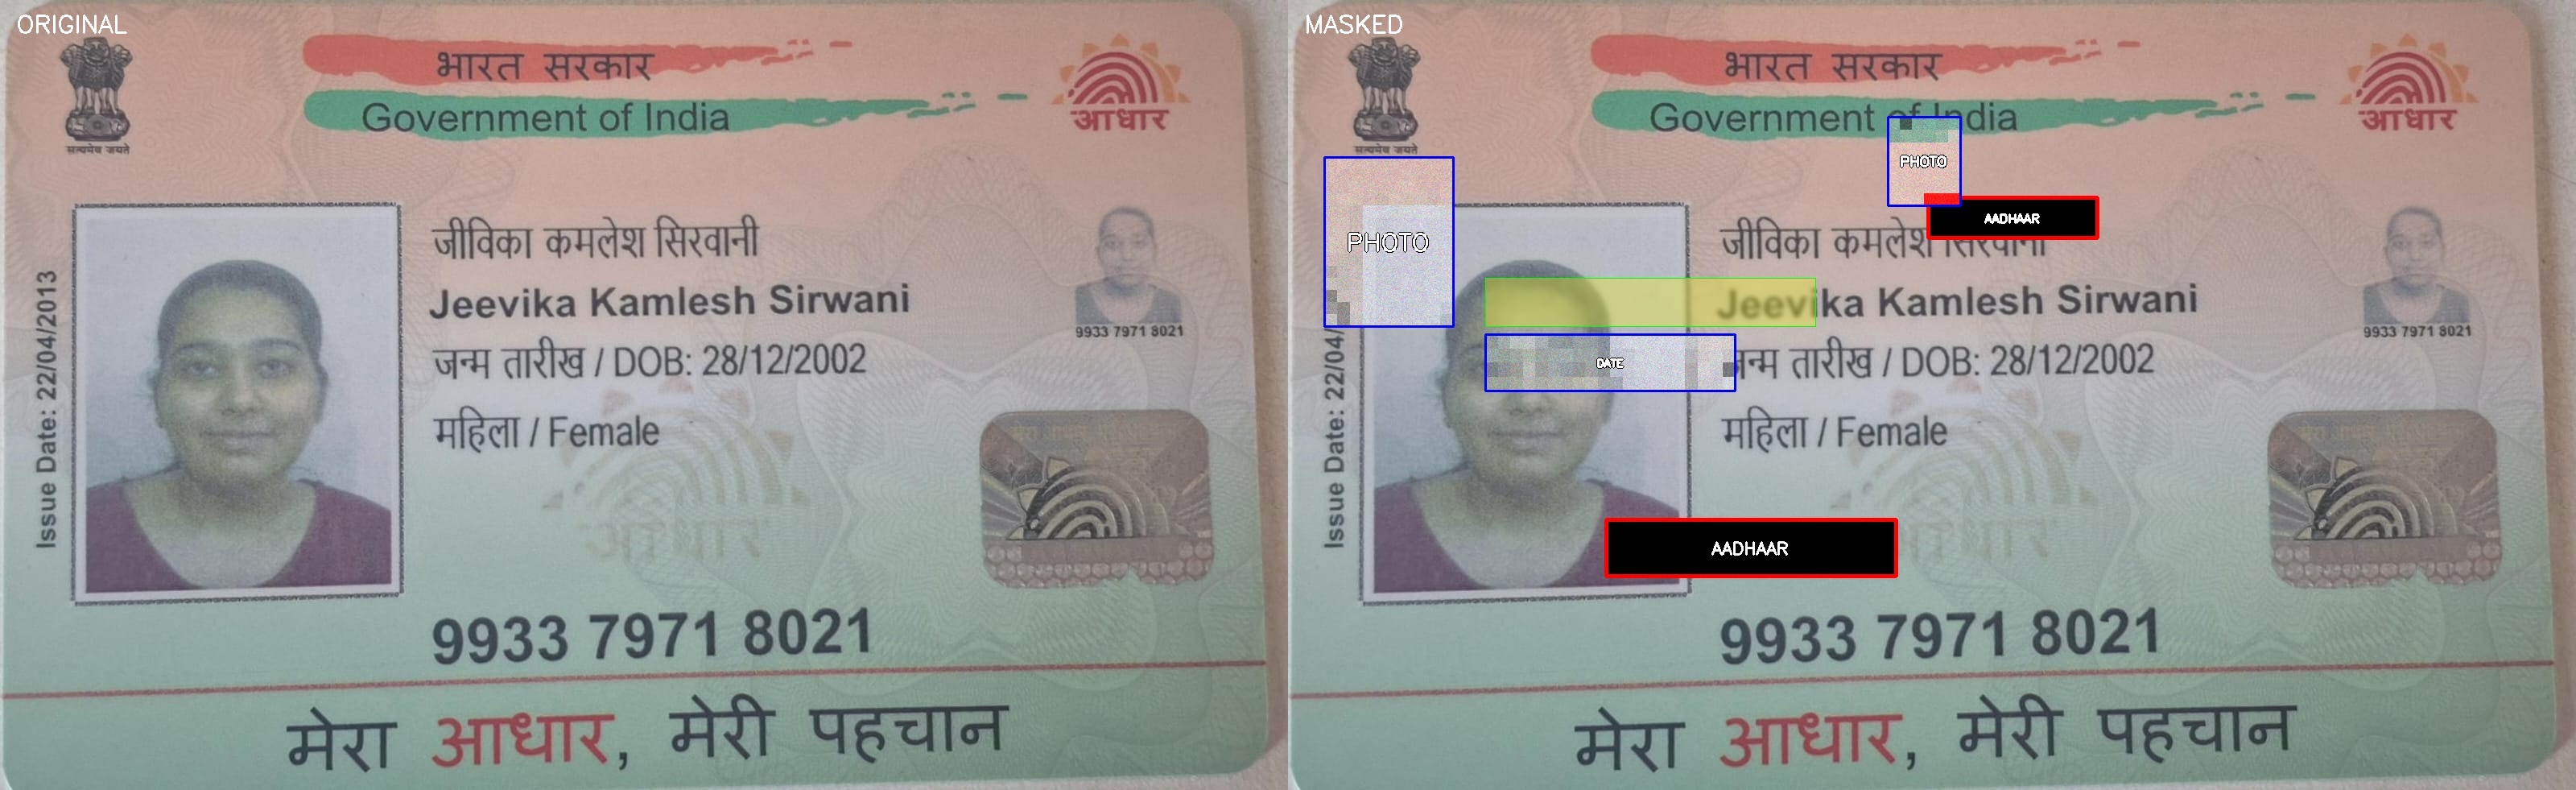 ORIGINAL
भारत सरकार
Government of India
सत्यमेव जयते
आधार
Issue Date: 22/04/2013
जीविका कमलेश सिरवानी
Jeevika Kamlesh Sirwani
जन्म तारीख / DOB: 28/12/2002
महिला / Female
9933 7971 8021
9933 7971 8021
मेरा आधार, मेरी पहचान
MASKED
भारत सरकार
Government of India
सत्यमेव जयते
आधार
PHOTO
PHOTO
AADHAAR
Issue Date: 22/04/
जीविका कमलेश सिरवानी
Jeevika Kamlesh Sirwani
DATE
जन्म तारीख / DOB: 28/12/2002
महिला / Female
9933 7971 8021
AADHAAR
9933 7971 8021
मेरा आधार, मेरी पहचान